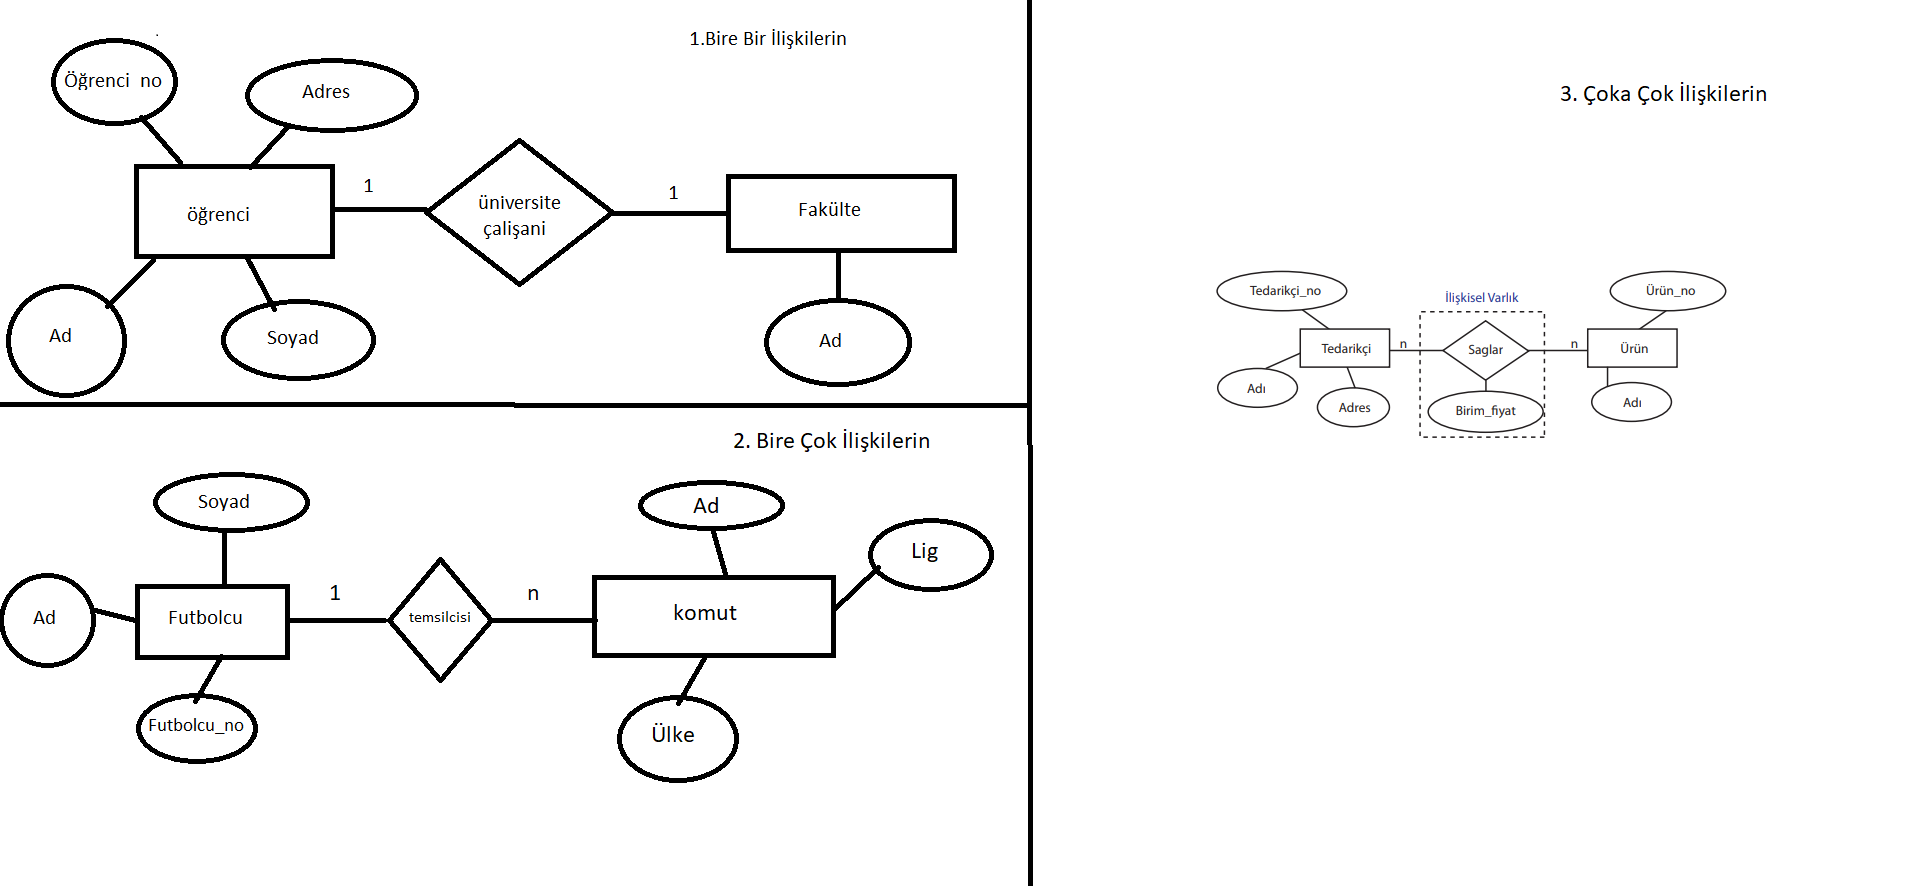 1.Bire Bir İlişkilerin
Öğrenci no
Adres
öğrenci
1
üniversite
çalişani
1
Fakülte
Ad
Soyad
Ad
2. Bire Çok İlişkilerin
Soyad
Ad
Futbolcu
1
temsilcisi
n
komut
Ad
Lig
Futbolcu_no
Ülke
3. Çoka Çok İlişkilerin
Tedarikçi_no
İlişkisel Varlık
Ürün_no
Tedarikçi
n
Saglar
n
Ürün
Adı
Adres
Birim_fiyat
Adı